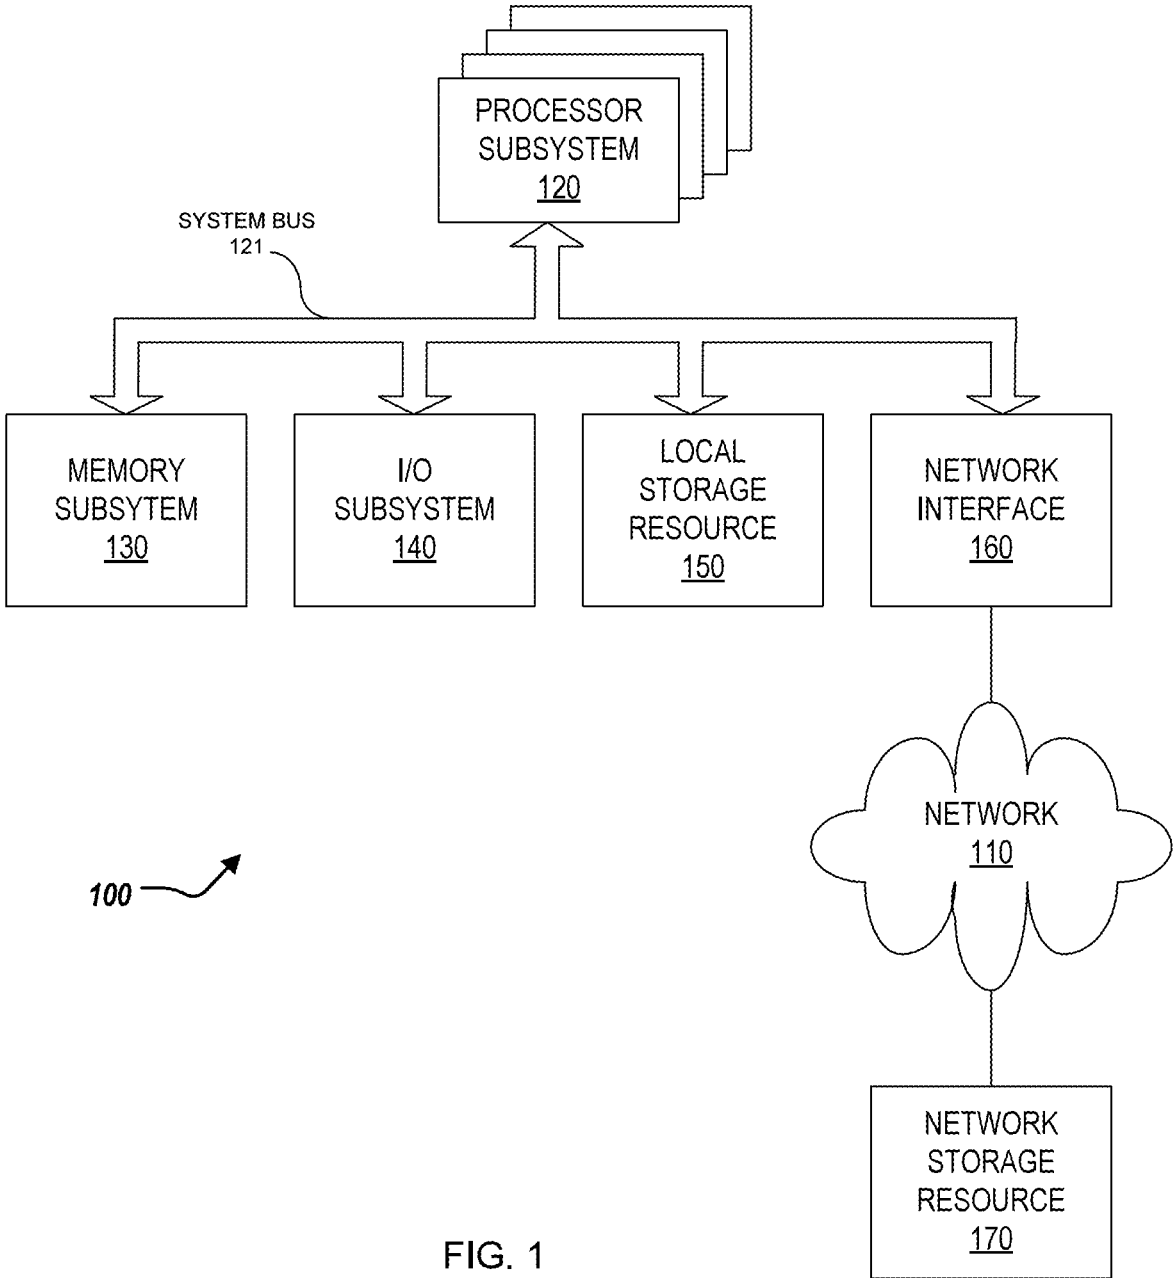 PROCESSOR
SUBSYSTEM
120
SYSTEM BUS
121
MEMORY
SUBSYTEM
130
I/O
SUBSYSTEM
140
LOCAL
STORAGE
RESOURCE
150
NETWORK
INTERFACE
160
NETWORK
110
100
NETWORK
STORAGE
RESOURCE
170
FIG. 1